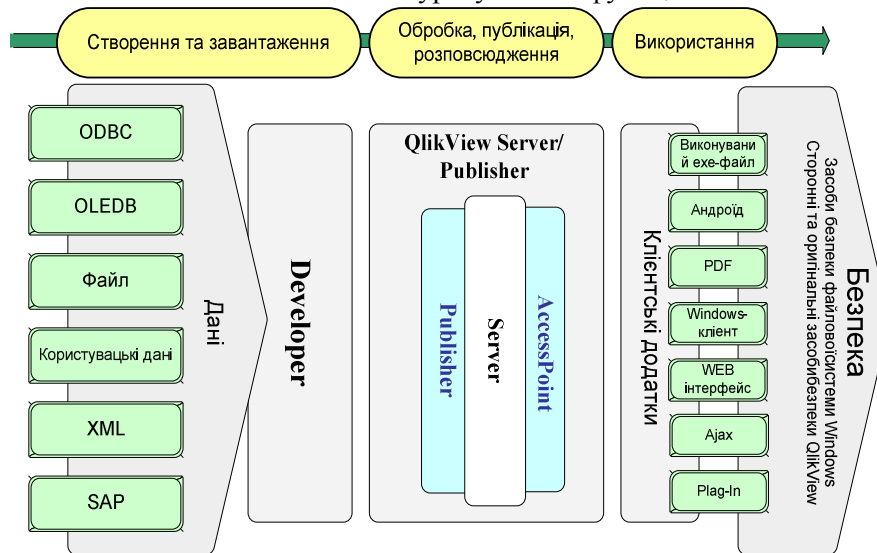 Створення та завантаження
Обробка, публікація,
розповсюдження
Використання
ODBC
OLEDB
Файл
Користувацькі дані
XML
SAP
Дані
Developer
QlikView Server/
Publisher
Publisher
Server
AccessPoint
Клієнтські додатки
Виконувани
й exe-файл
Андроїд
PDF
Windows-
клієнт
WEB
інтерфейс
Ajax
Plag-In
Безпека
Засоби безпеки файловоїсистеми Windows
Сторонні та оригінальні засобибезпеки QlikView